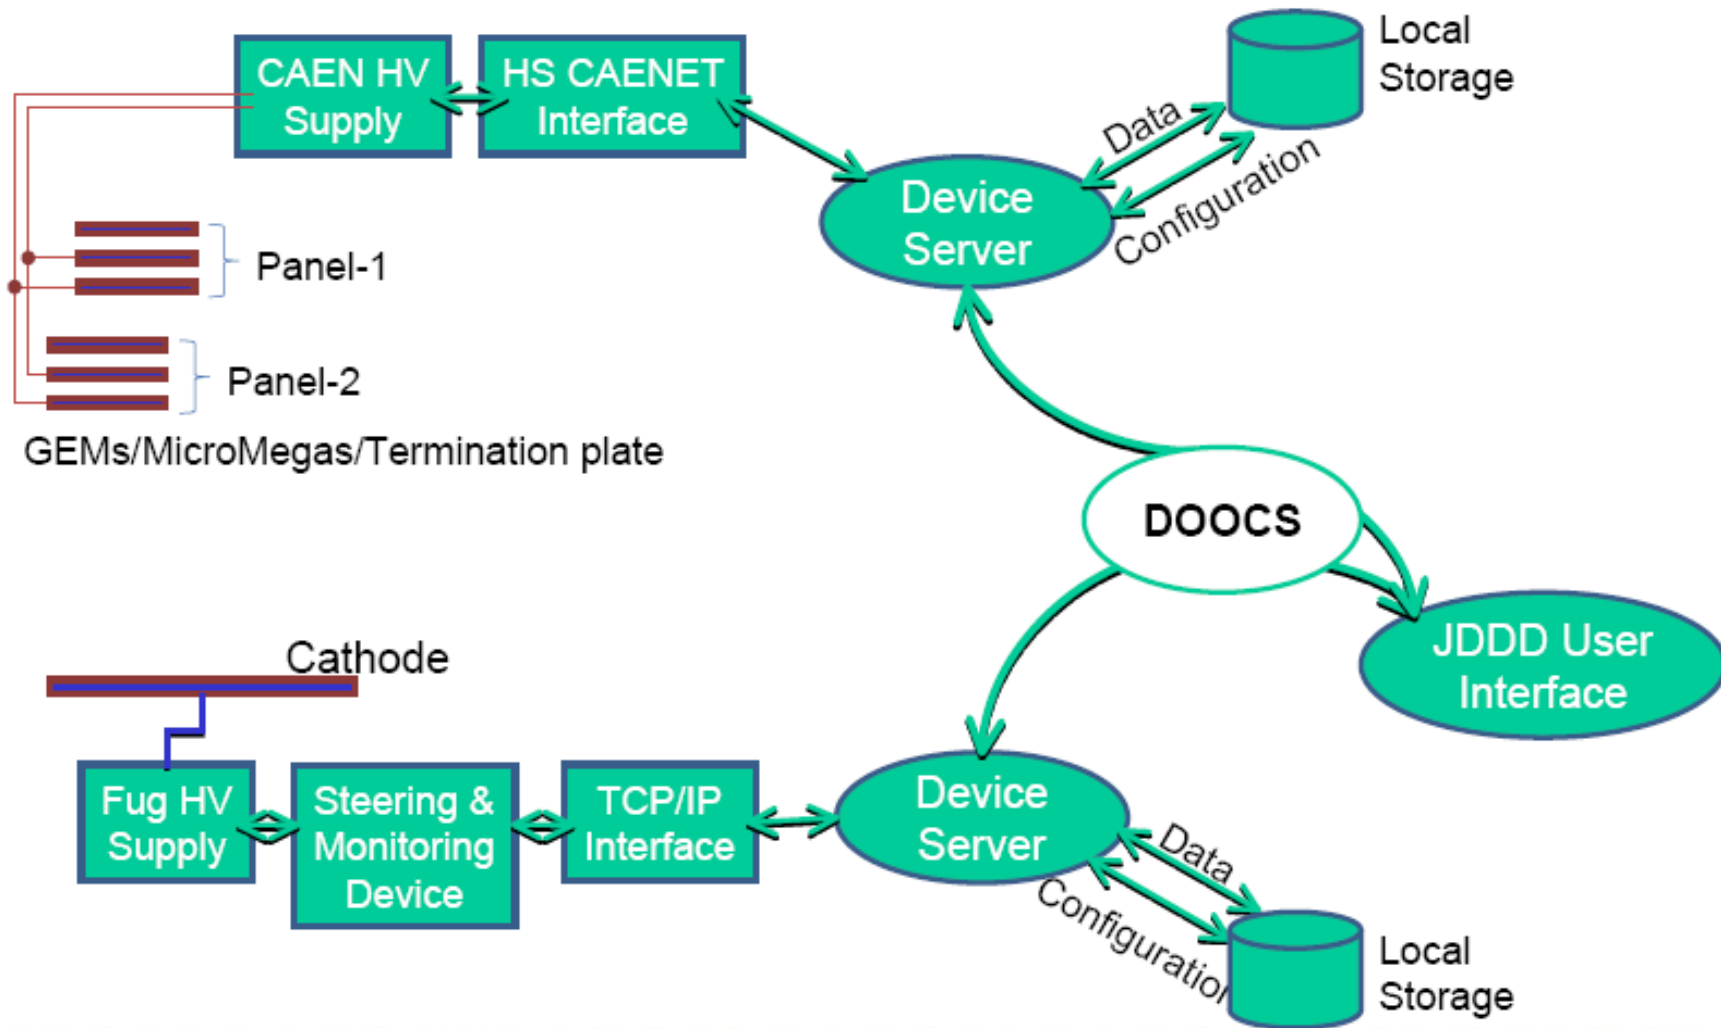 CAEN HV
Supply
HS CAENET
Interface
Local
Storage
Data
Configuration
Device
Server
Panel-1
Panel-2
GEMs/MicroMegas/Termination plate
DOOCS
JDDD User
Interface
Cathode
Fug HV
Supply
Steering &
Monitoring
Device
TCP/IP
Interface
Device
Server
Data
Configuration
Local
Storage